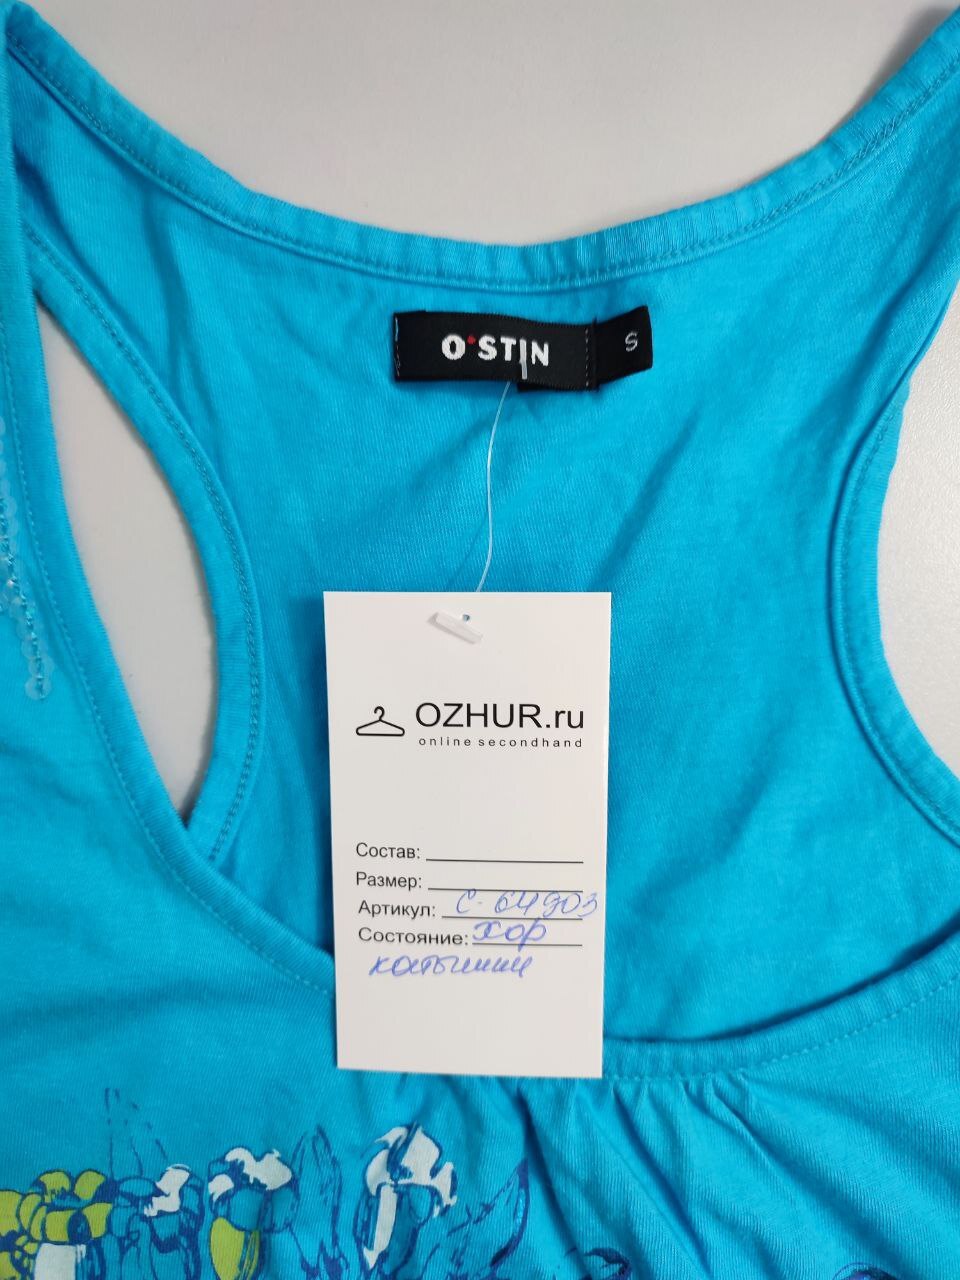 O'STIN
S
OZHUR.ru
online secondhand
Состав:
Размер:
Артикул: С-64903
Состояние: хор
катышки